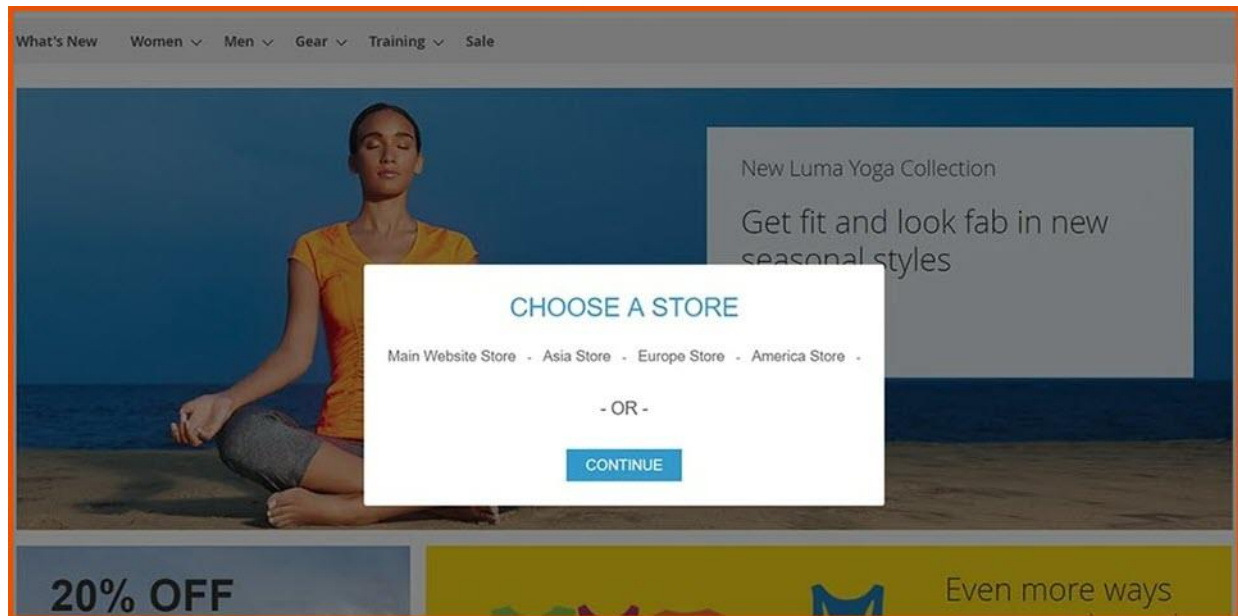 What's New Women Men Gear Training Sale
New Luma Yoga Collection
Get fit and look fab in new
seasonal styles
CHOOSE A STORE
Main Website Store - Asia Store - Europe Store - America Store -
- OR -
CONTINUE
20% OFF
Even more ways